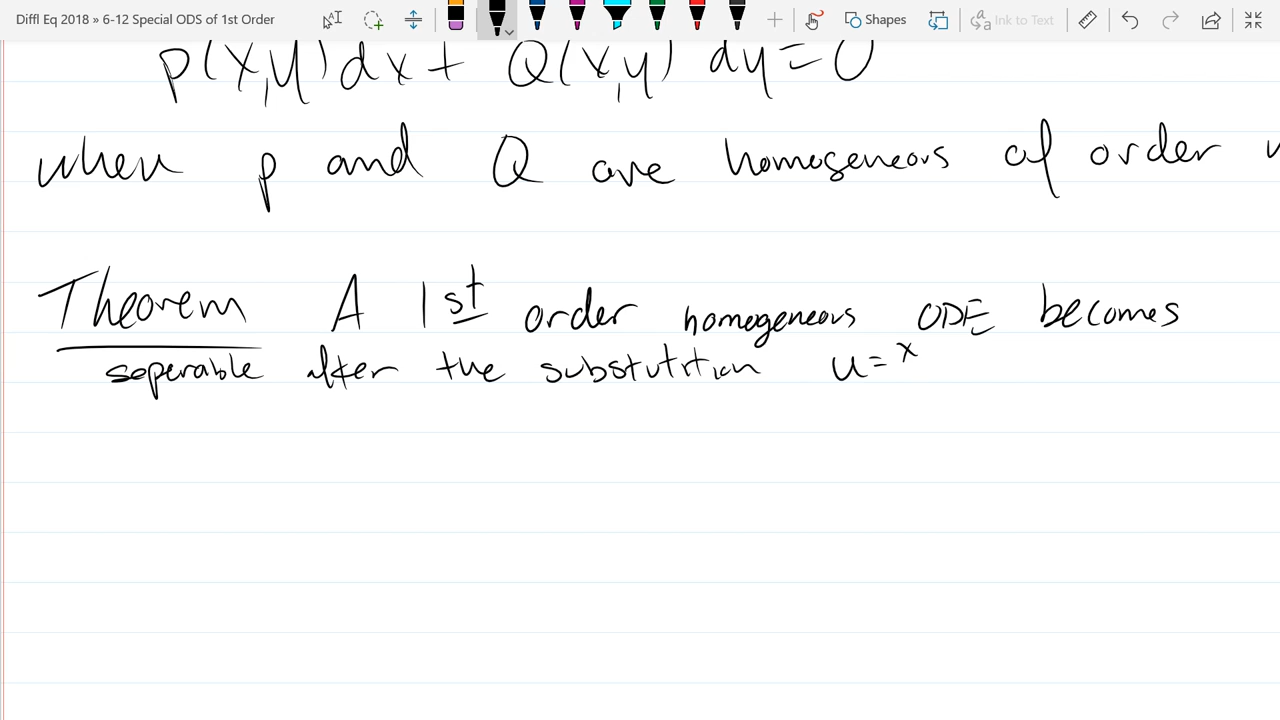 Diffl Eq 2018 » 6-12 Special ODS of 1st Order
Shapes
Ink to Text
P(x,y)dx + Q(x,y) dy=0
when p and Q are homogeneous of order
Theorem A 1st order homogeneous ODE becomes
seperable after the substutition u= x